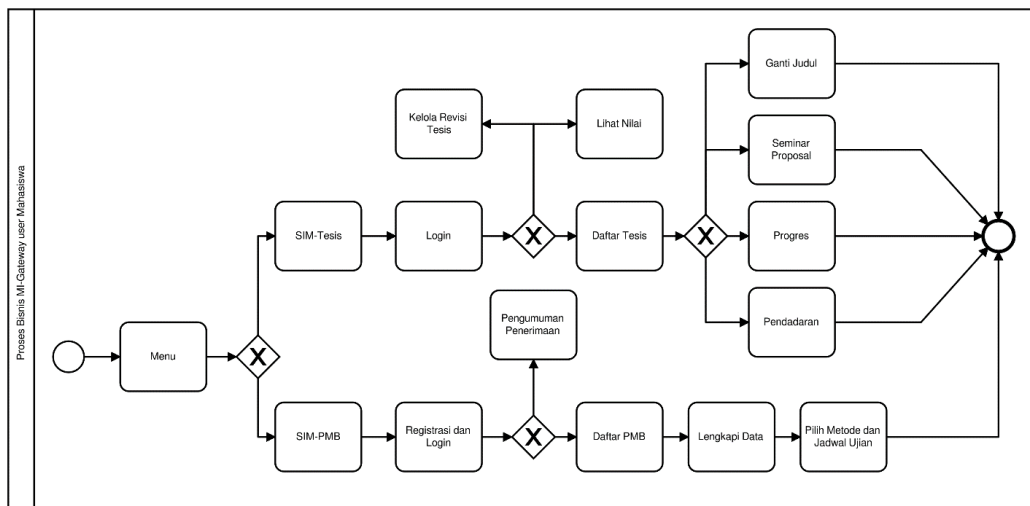 Proses Bisnis MI-Gateway user Mahasiswa
Ganti Judul
Kelola Revisi
Tesis
Lihat Nilai
Seminar
Proposal
SIM-Tesis
Login
X
Daftar Tesis
X
Progres
Pengumuman
Penerimaan
Pendadaran
Menu
X
SIM-PMB
Registrasi dan
Login
X
Daftar PMB
Lengkapi Data
Pilih Metode dan
Jadwal Ujian